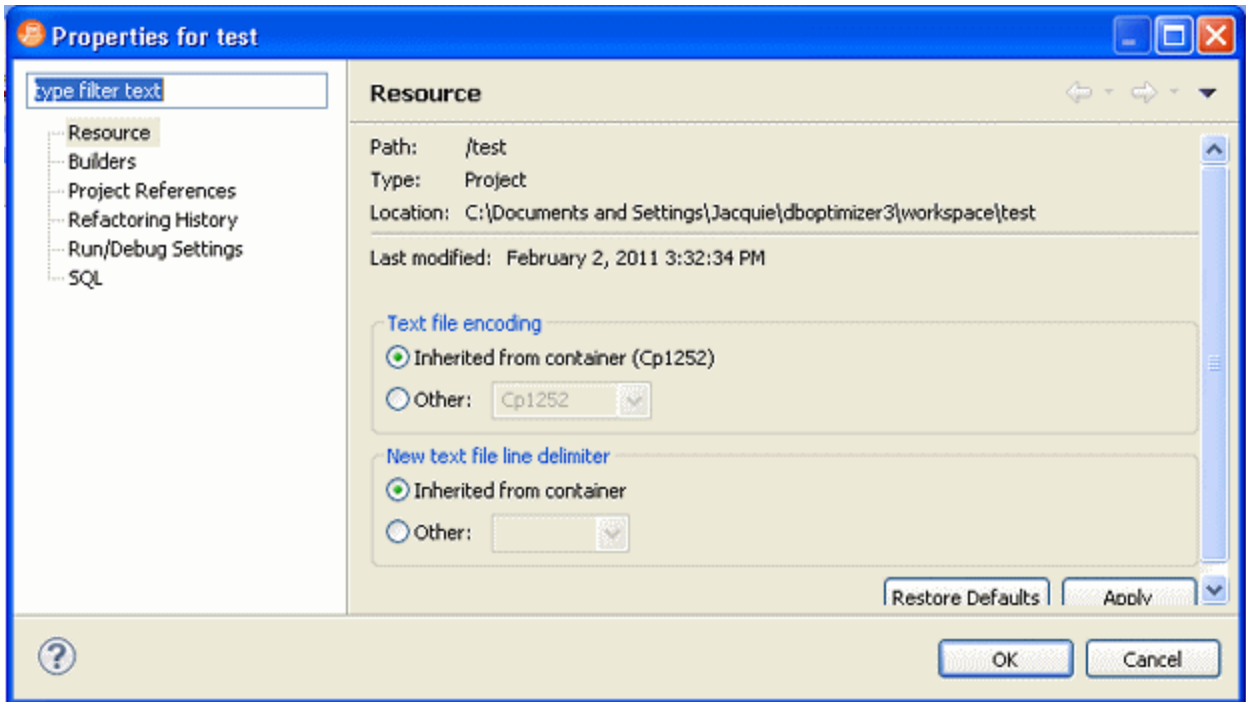 Properties for test
type filter text
Resource
Builders
Project References
Refactoring History
Run/Debug Settings
SQL
Resource
Path: /test
Type: Project
Location: C:\Documents and Settings\Jacquie\dboptimizer3\workspace\test
Last modified: February 2, 2011 3:32:34 PM
Text file encoding
Inherited from container (Cp1252)
Other: Cp1252
New text file line delimiter
Inherited from container
Other:
Restore Defaults Apply
? OK Cancel